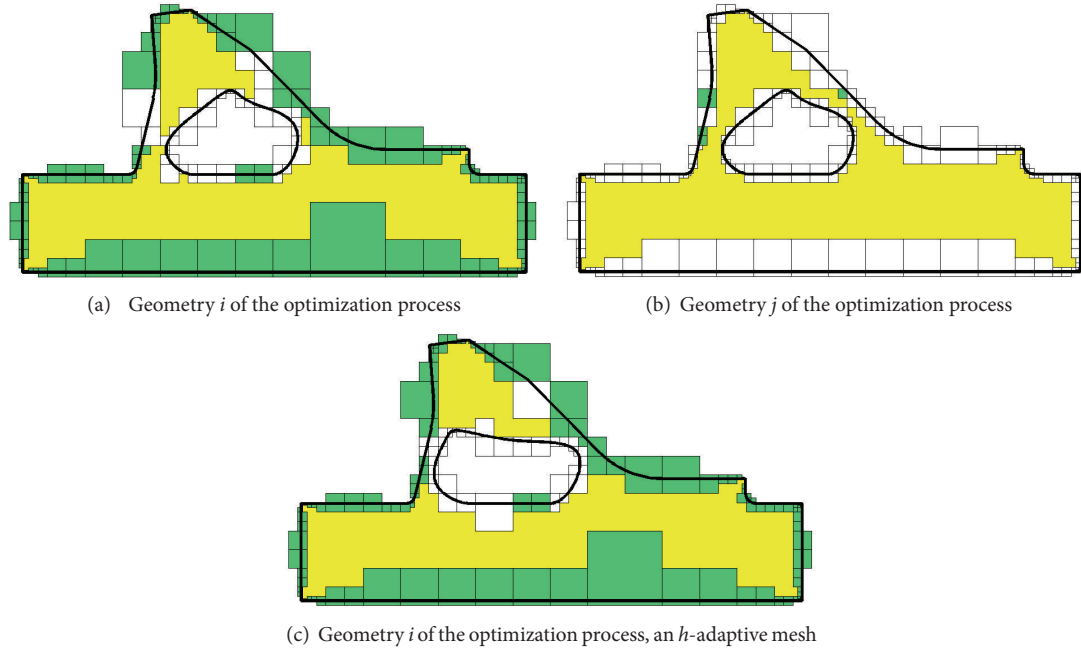 (a) Geometry i of the optimization process
(b) Geometry j of the optimization process
(c) Geometry i of the optimization process, an h-adaptive mesh